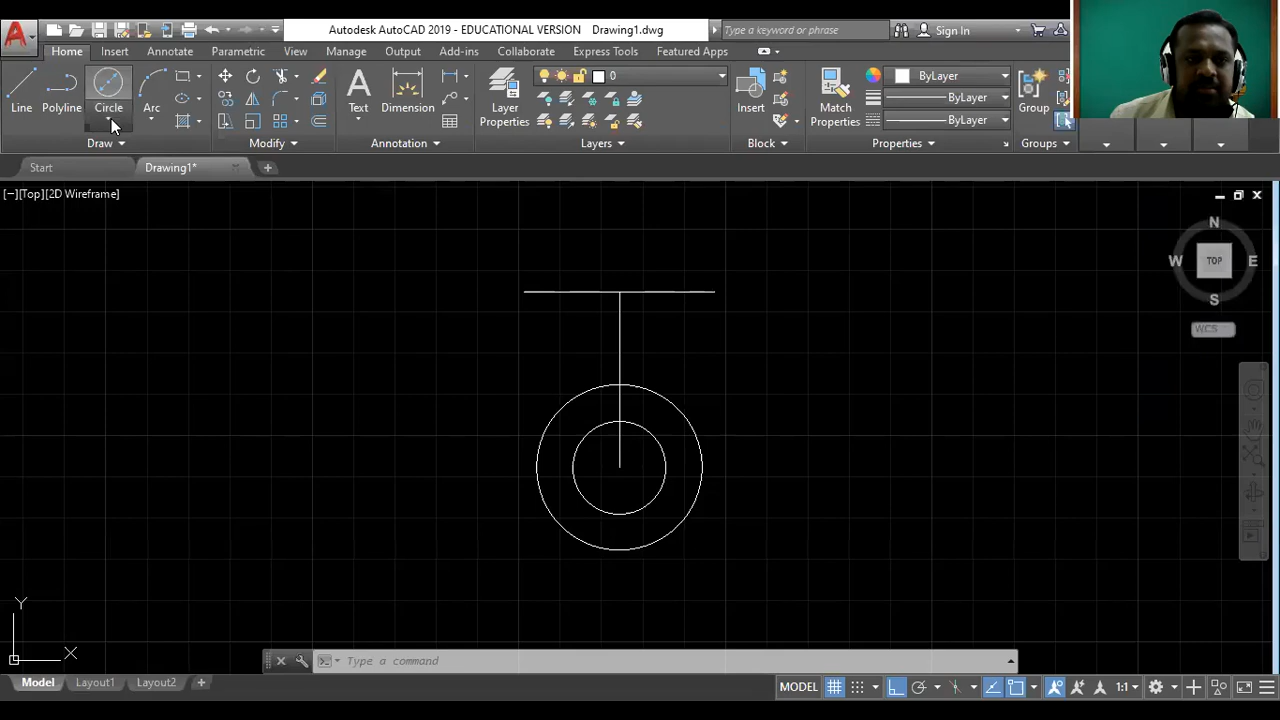 Autodesk AutoCAD 2019 - EDUCATIONAL VERSION Drawing1.dwg
Type a keyword or phrase
Sign In
Home Insert Annotate Parametric View Manage Output Add-ins Collaborate Express Tools Featured Apps
0
ByLayer
ByLayer
ByLayer
Line Polyline Circle Arc Text Dimension Layer Properties Insert Match Properties Group
Draw Modify Annotation Layers Block Properties Groups
Start Drawing1*
[−][Top][2D Wireframe]
N
W TOP E
S
WCS
Y
X
Type a command
Model Layout1 Layout2
MODEL 1:1